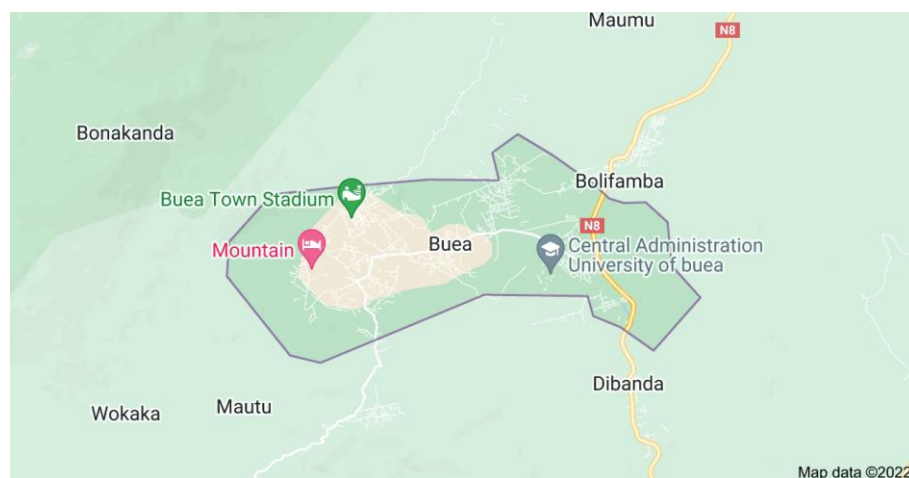 Maumu
N8
Bonakanda
Bolifamba
Buea Town Stadium
N8
Mountain
Buea
Central Administration
University of buea
Dibanda
Mautu
Wokaka
Map data ©2022